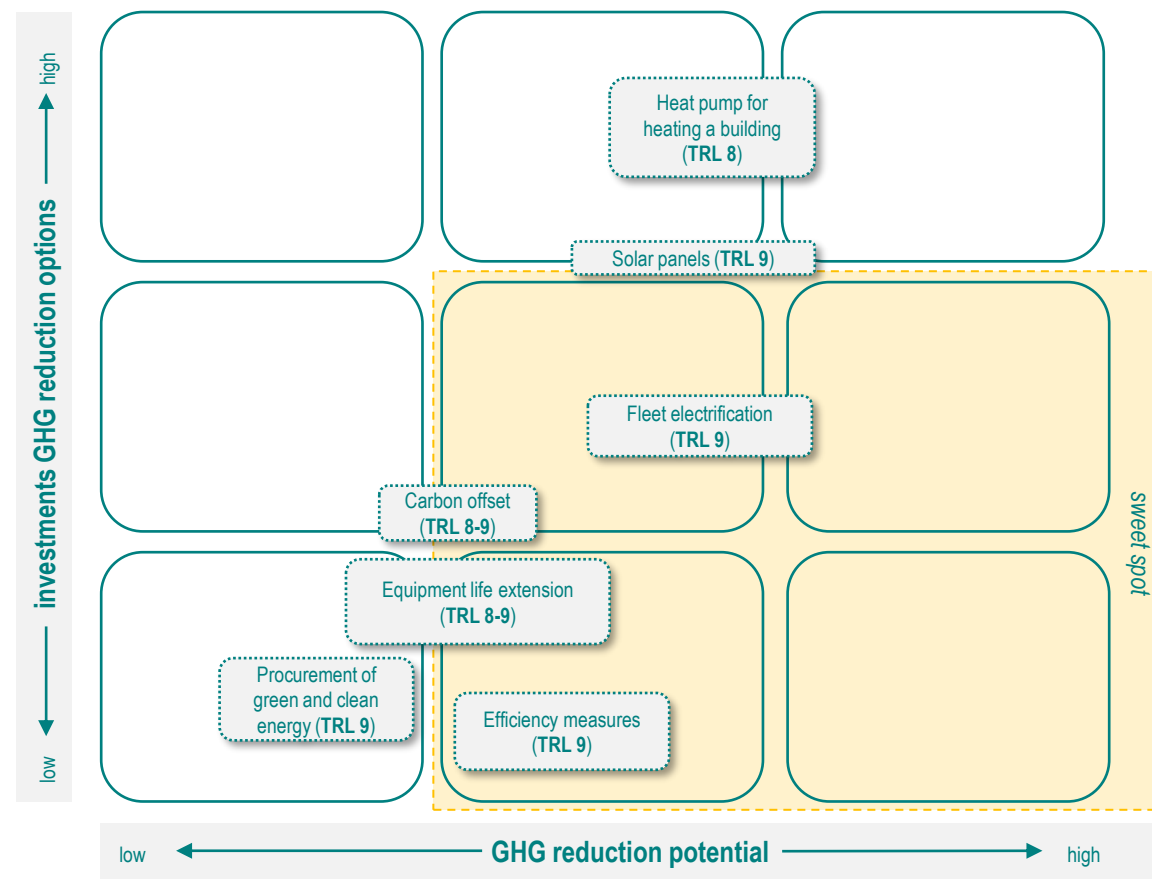 high
investments GHG reduction options
low
Heat pump for
heating a building
(TRL 8)
Solar panels (TRL 9)
Fleet electrification
(TRL 9)
Carbon offset
(TRL 8-9)
sweet spot
Equipment life extension
(TRL 8-9)
Procurement of
green and clean
energy (TRL 9)
Efficiency measures
(TRL 9)
low
GHG reduction potential
high